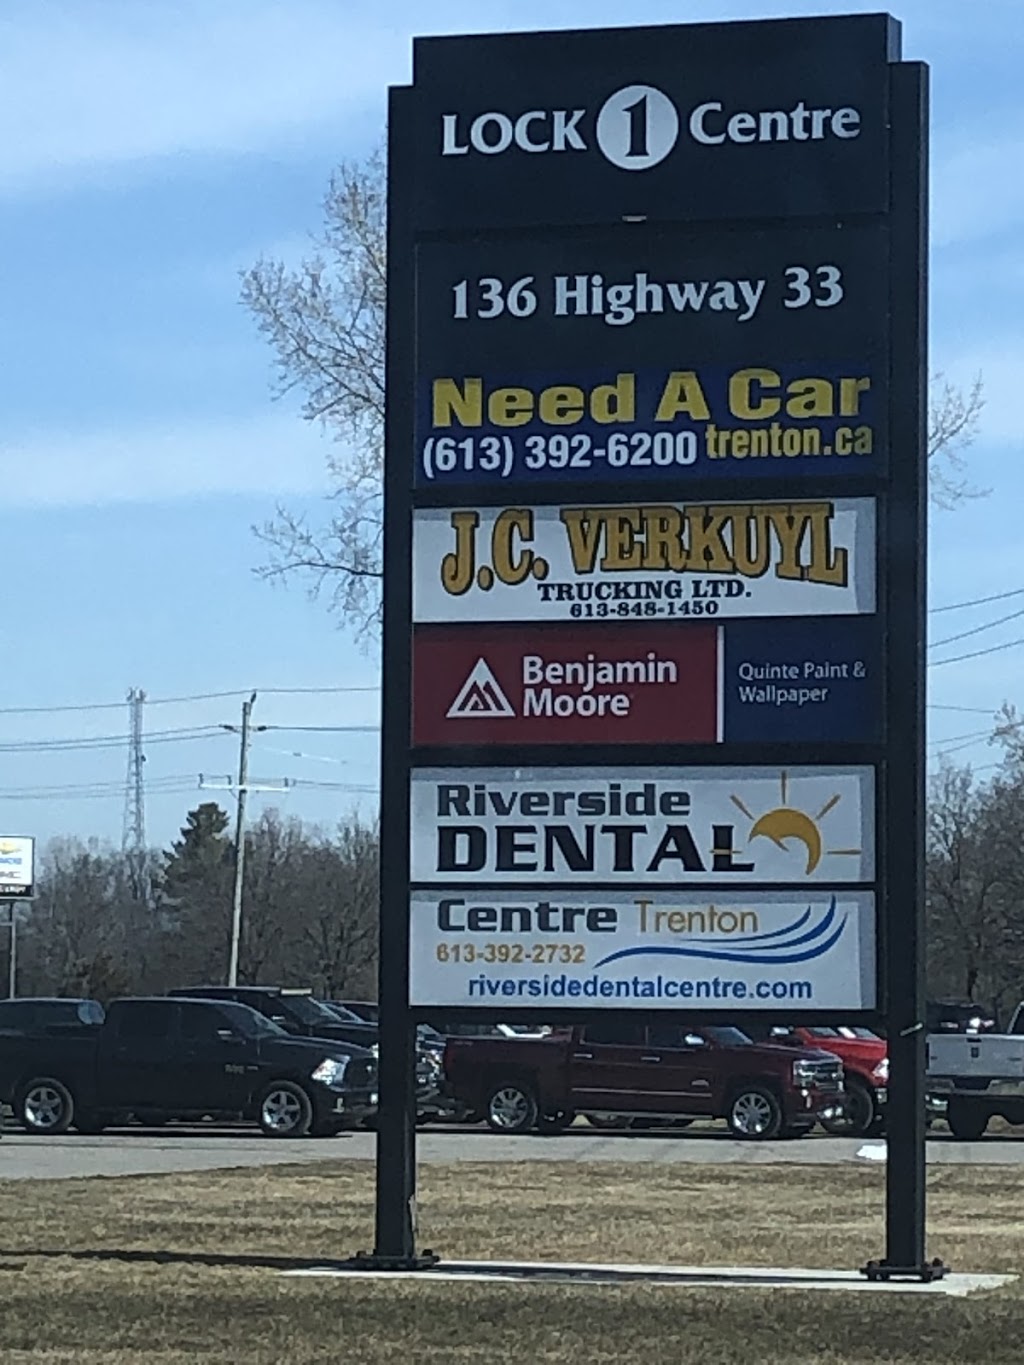 LOCK 1 Centre
136 Highway 33
Need A Car
(613) 392-6200 trenton.ca
J.C. VERKUYL
TRUCKING LTD.
613-848-1450
Benjamin
Moore
Quinte Paint &
Wallpaper
Riverside
DENTAL
Centre Trenton
613-392-2732
riversidedentalcentre.com